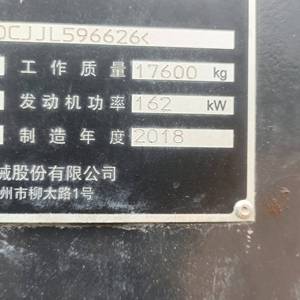 0CJJL596626<
工作质量 17600 kg
发动机功率 162 kW
制造年度 2018
械股份有限公司
州市柳太路1号